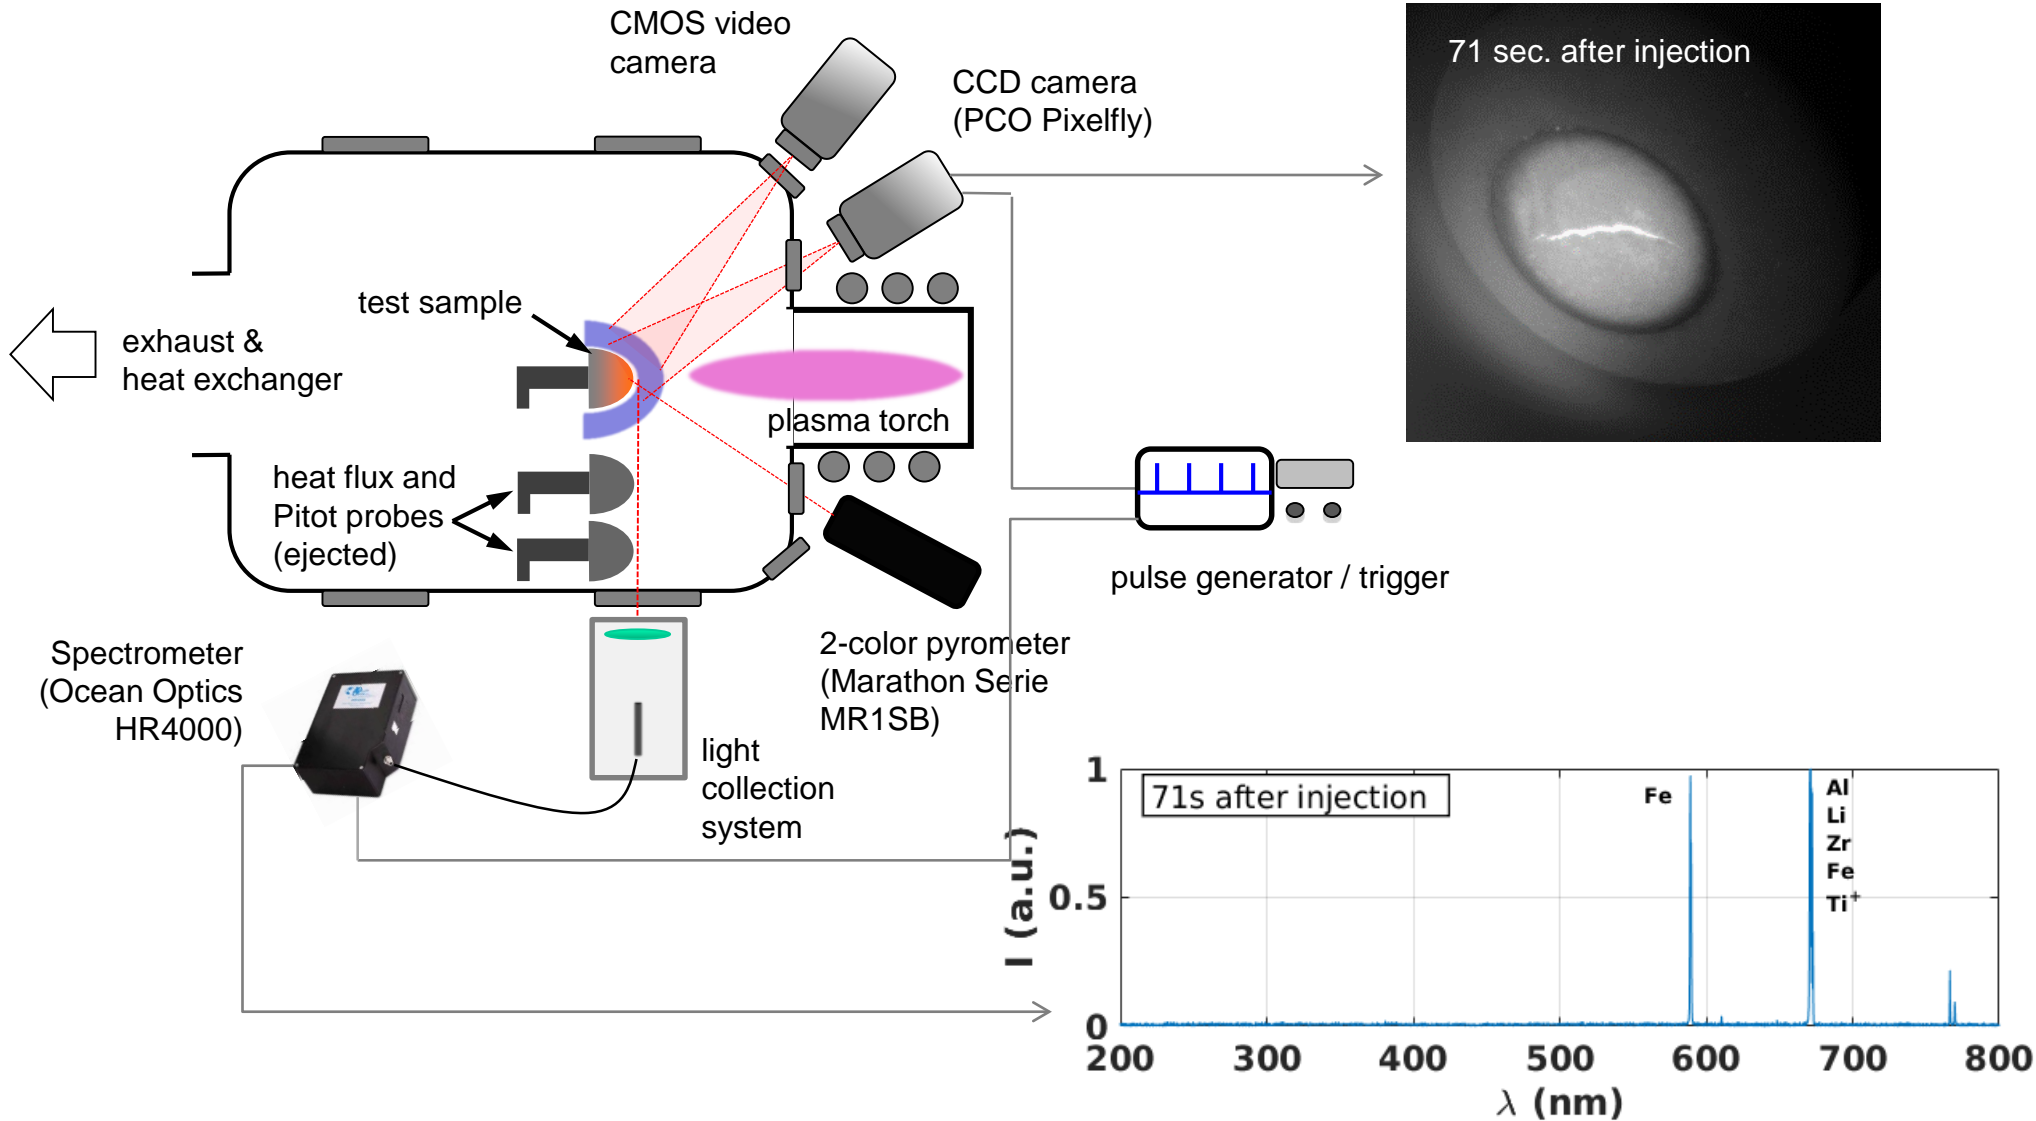 CMOS video
camera
CCD camera
(PCO Pixelfly)
71 sec. after injection
test sample
exhaust &
heat exchanger
plasma torch
heat flux and
Pitot probes
(ejected)
pulse generator / trigger
Spectrometer
(Ocean Optics
HR4000)
2-color pyrometer
(Marathon Serie
MR1SB)
light
collection
system
71s after injection
Fe
Al
Li
Zr
Fe
Ti+
I (a.u.)
1
0.5
0
200 300 400 500 600 700 800
λ (nm)